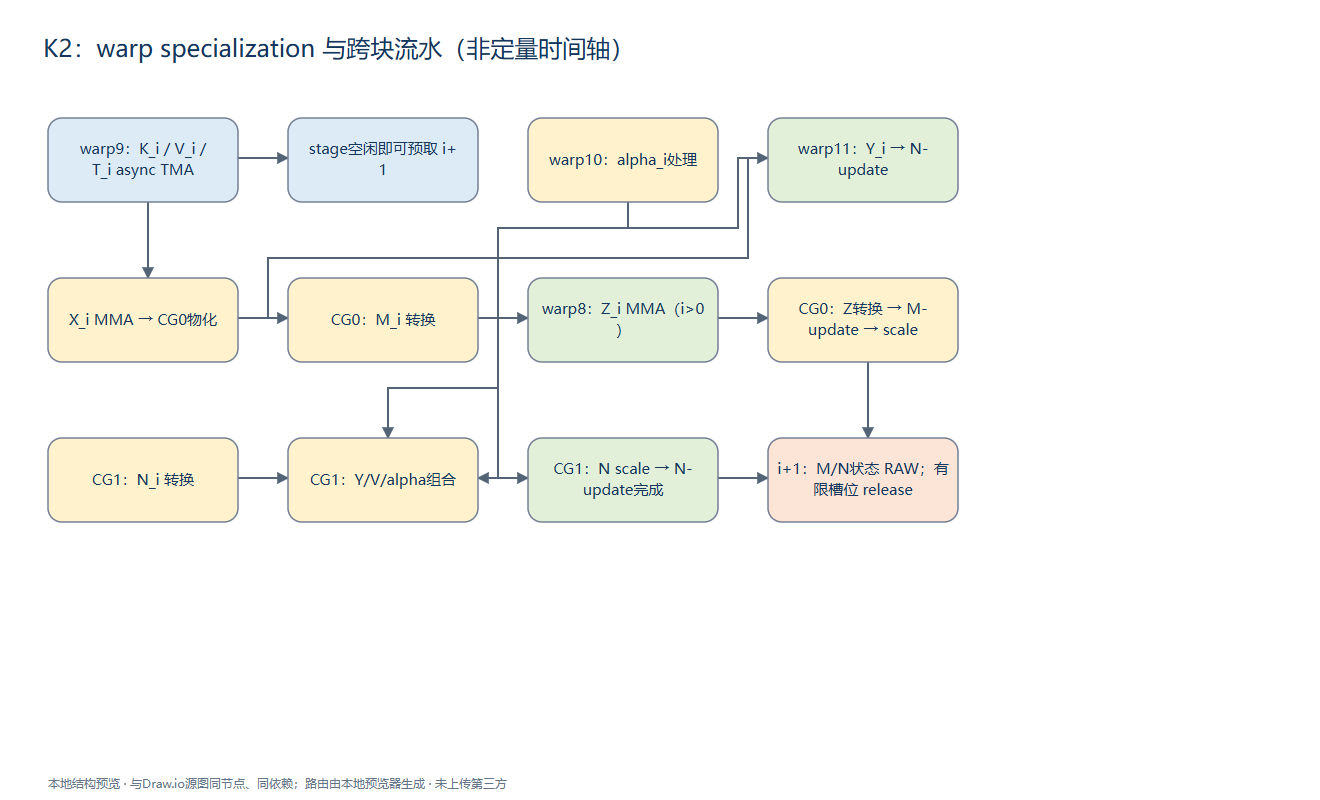 K2：warp specialization 与跨块流水（非定量时间轴）
warp9：K_i / V_i /
T_i async TMA
stage空闲即可预取 i+
1
warp10：alpha_i处理
warp11：Y_i → N-
update
X_i MMA → CG0物化
CG0：M_i 转换
warp8：Z_i MMA（i>0
）
CG0：Z转换 → M-
update → scale
CG1：N_i 转换
CG1：Y/V/alpha组合
CG1：N scale → N-
update完成
i+1：M/N状态 RAW；有
限槽位 release
本地结构预览 · 与Draw.io源图同节点、同依赖；路由由本地预览器生成 · 未上传第三方